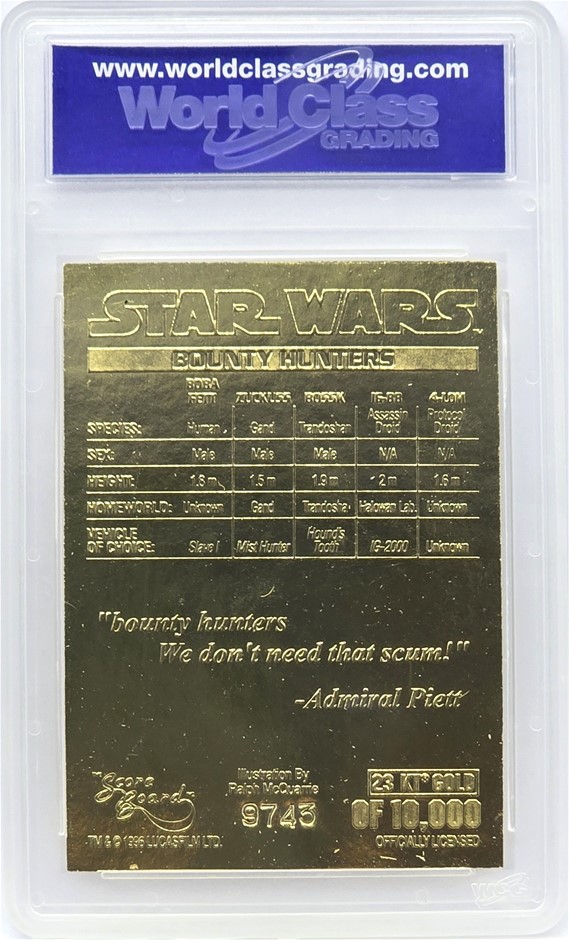 www.worldclassgrading.com
World Class
GRADING
STAR WARS
BOUNTY HUNTERS
BOBA FETT ZUCKUSS BOSSK IG-88 4-LOM
SPECIES: Human Gand Trandoshan Assassin Droid Protocol Droid
SEX: Male Male Male N/A N/A
HEIGHT: 1.8 m 1.5 m 1.9 m 2 m 1.6 m
HOMEWORLD: Unknown Gand Trandosha Halowan Lab. Unknown
VEHICLE OF CHOICE: Slave I Mist Hunter Hound's Tooth IG-2000 Unknown
"bounty hunters
We don't need that scum!"
-Admiral Piett
Score Board
Illustration By
Ralph McQuarrie
9743
23 KT* GOLD
OF 10,000
TM & © 1996 LUCASFILM LTD.
OFFICIALLY LICENSED
WCG